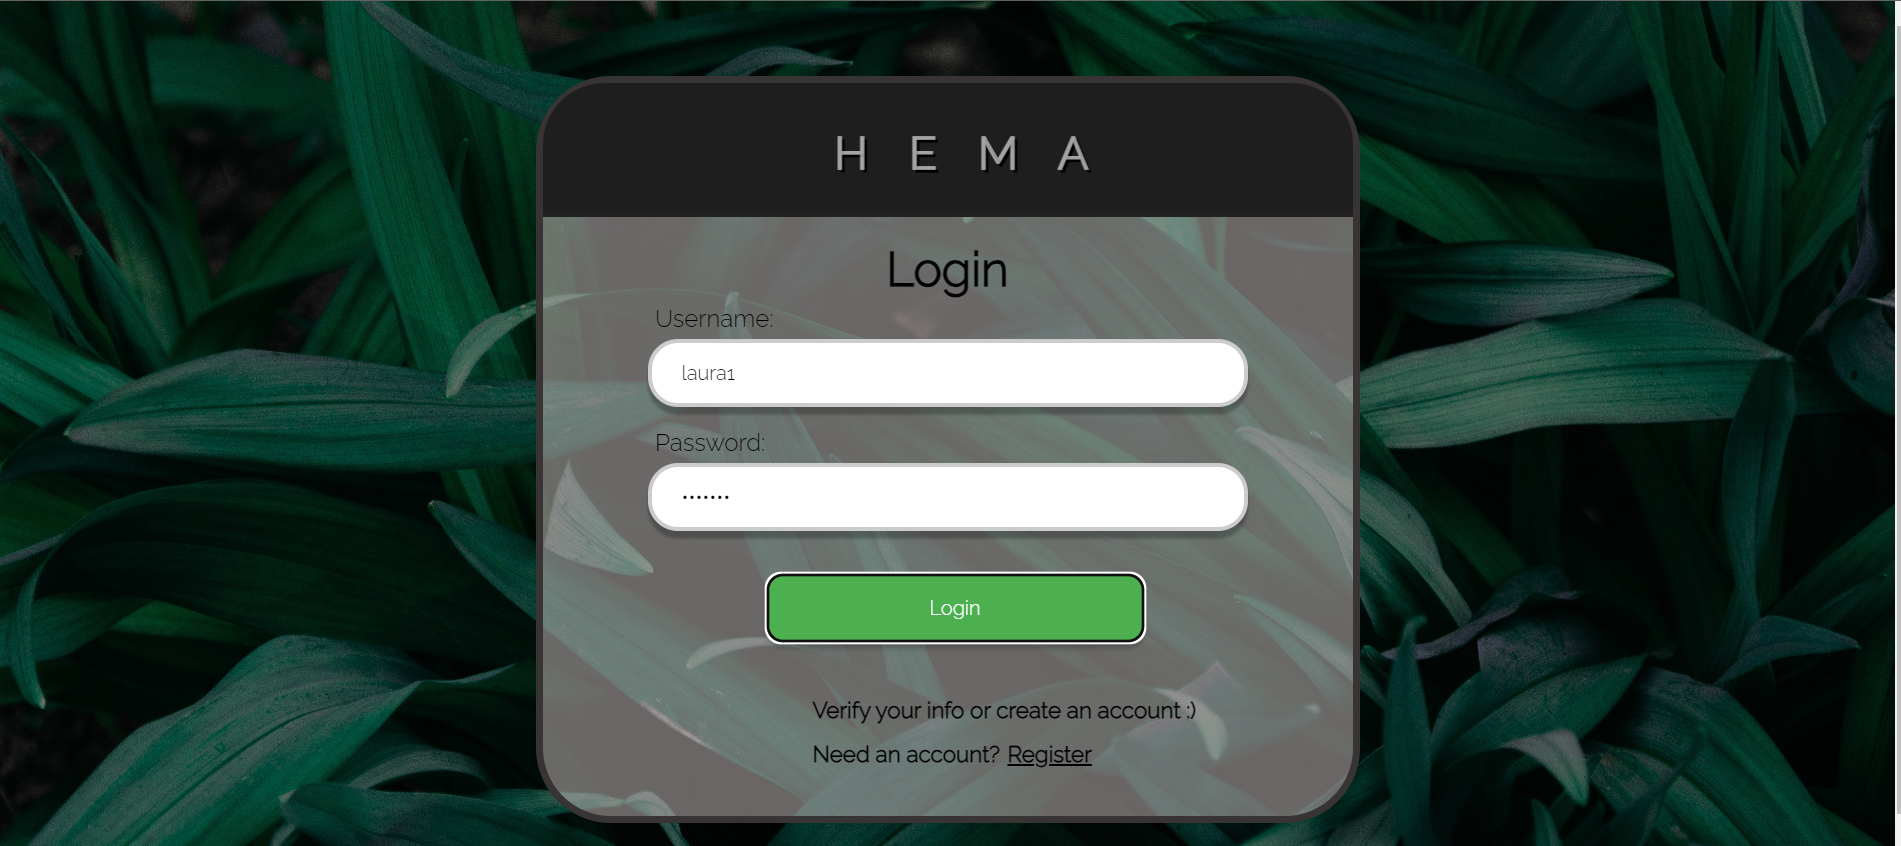 H E M A
Login
Username:
laura1
Password:
•••••••
Login
Verify your info or create an account :)
Need an account? Register